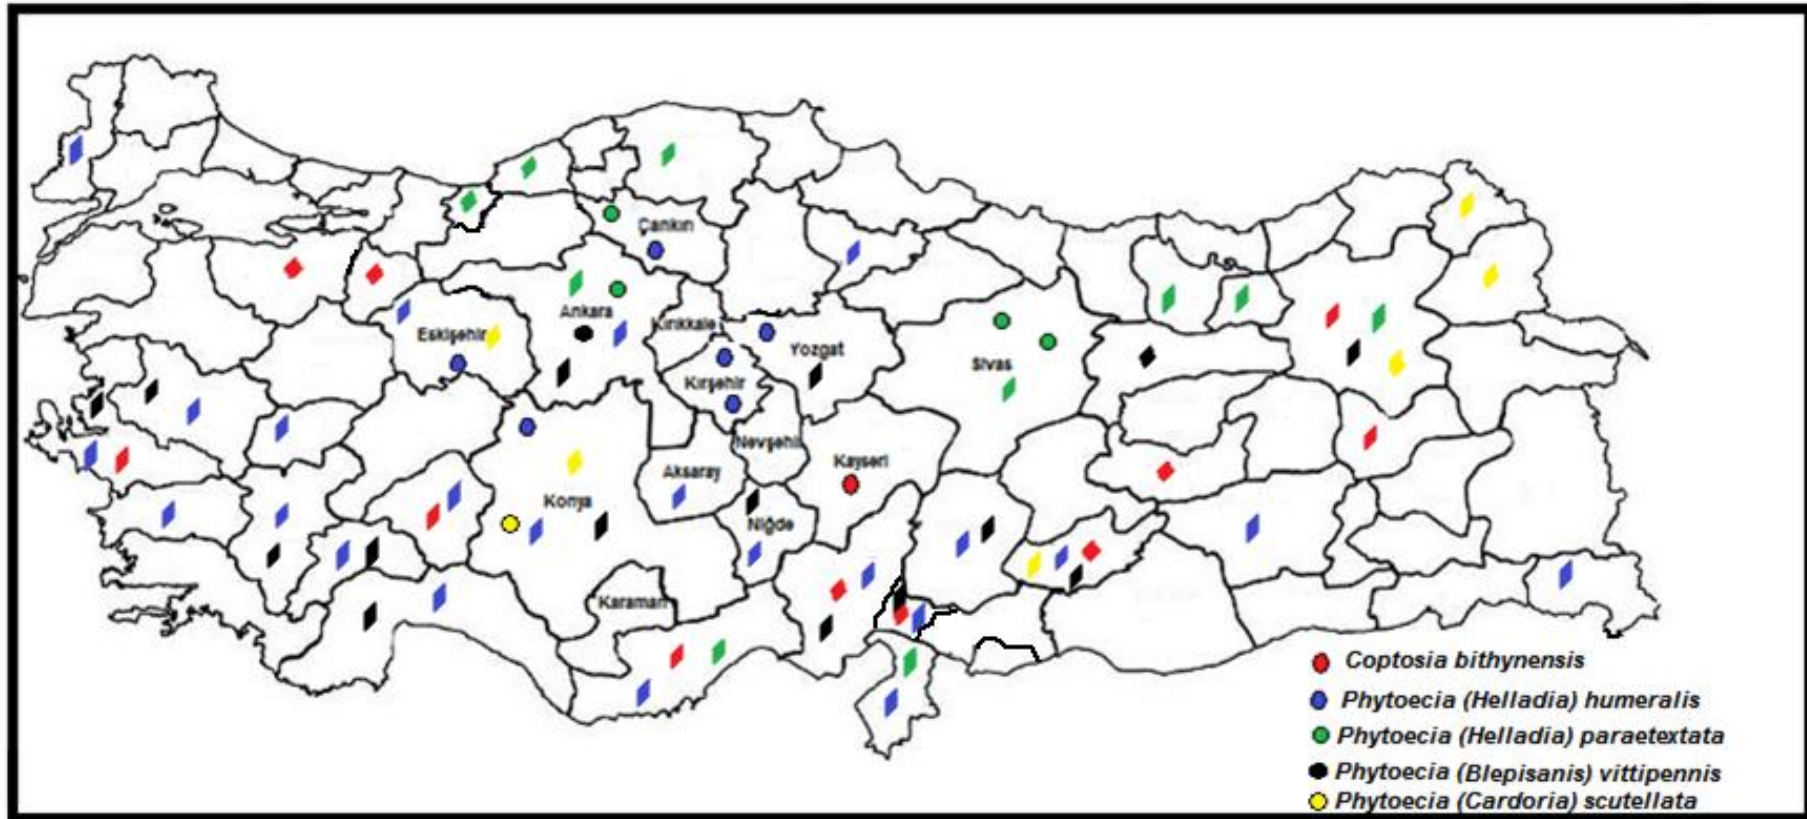 Çankırı
Ankara
Kırıkkale
Eskişehir
Yozgat
Sivas
Kırşehir
Nevşehir
Kayseri
Aksaray
Konya
Niğde
Karaman
Coptosia bithynensis
Phytoecia (Helladia) humeralis
Phytoecia (Helladia) paraetextata
Phytoecia (Blepisanis) vittipennis
Phytoecia (Cardoria) scutellata